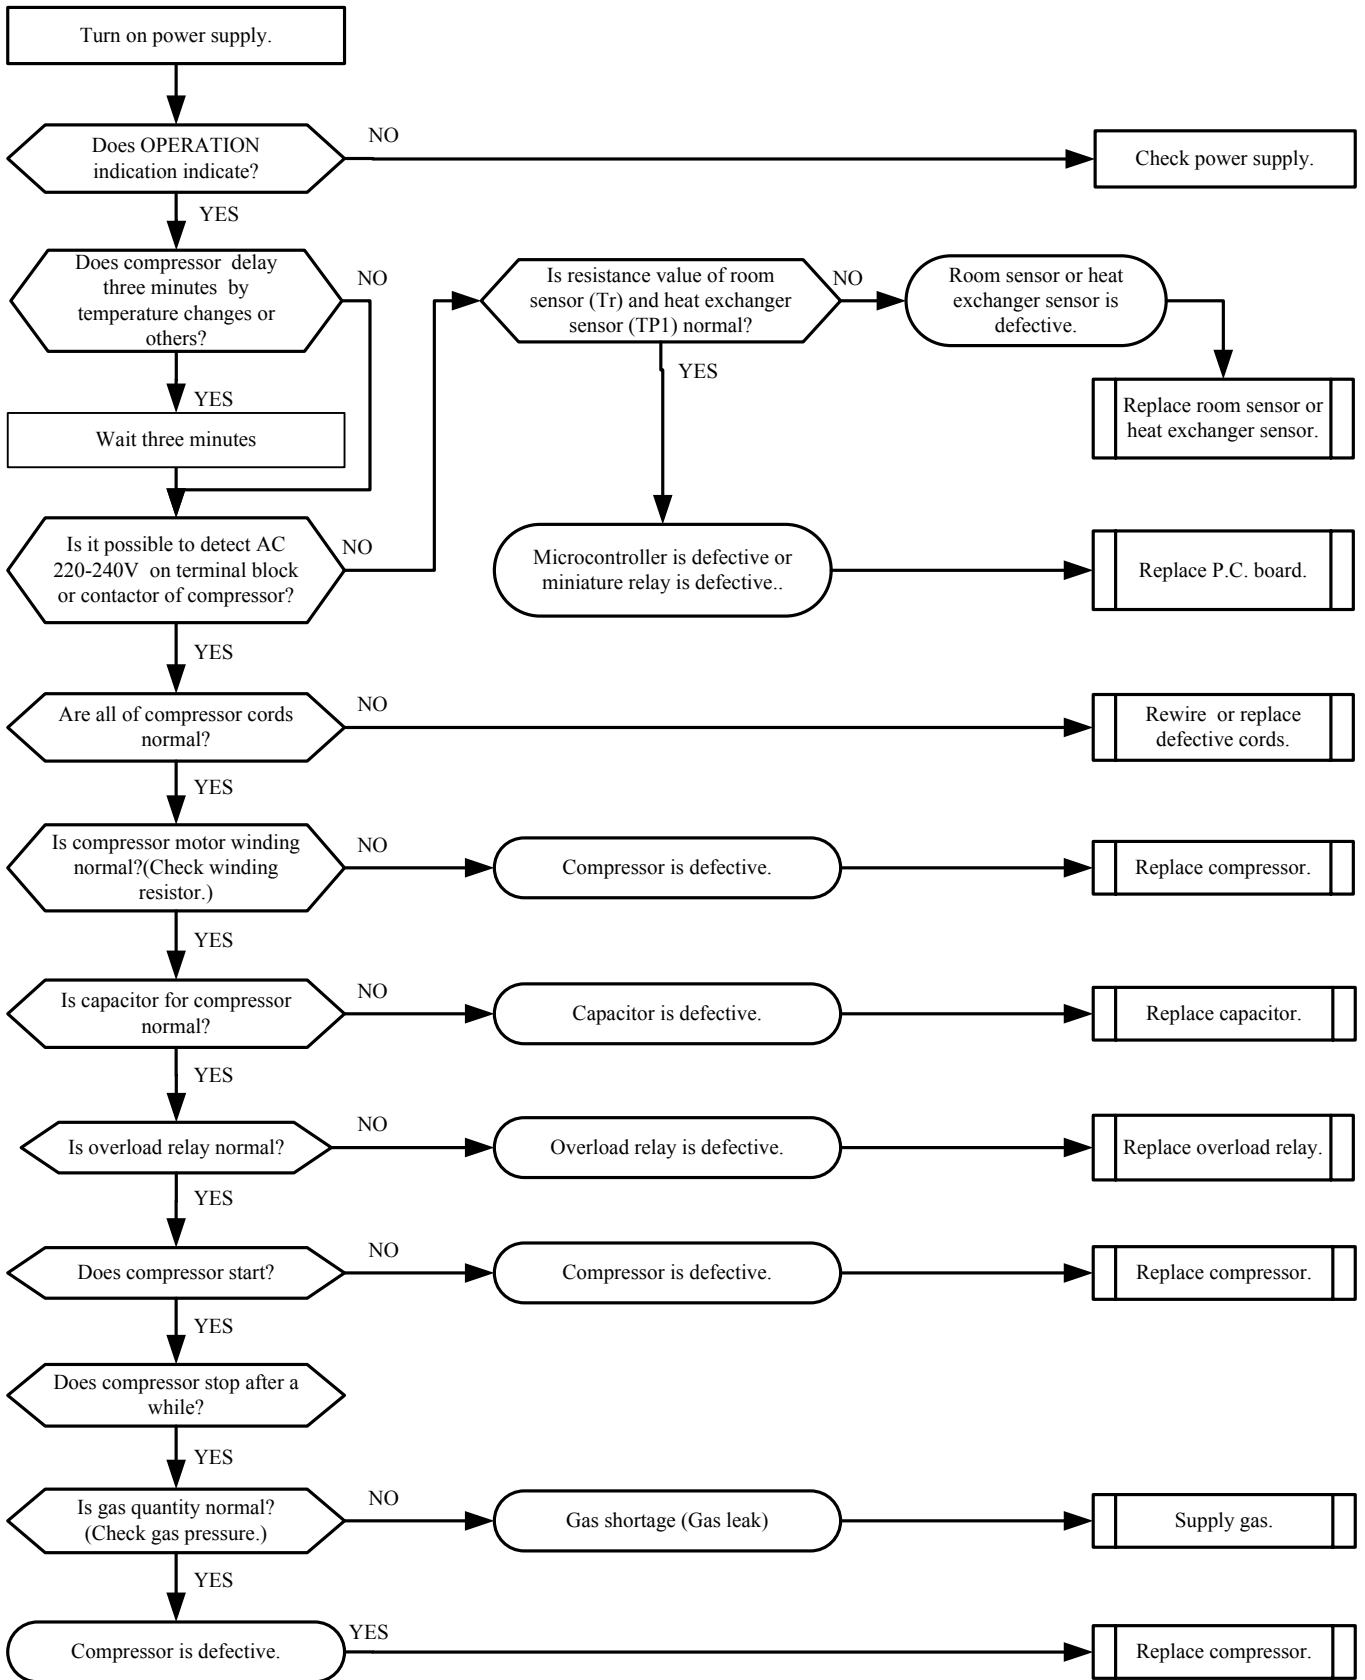 Turn on power supply.
Does OPERATION
indication indicate?
NO
Check power supply.
YES
Does compressor delay
three minutes by
temperature changes or
others?
NO
Is resistance value of room
sensor (Tr) and heat exchanger
sensor (TP1) normal?
NO
Room sensor or heat
exchanger sensor is
defective.
YES
YES
Replace room sensor or
heat exchanger sensor.
Wait three minutes
Is it possible to detect AC
220-240V on terminal block
or contactor of compressor?
NO
Microcontroller is defective or
miniature relay is defective..
Replace P.C. board.
YES
Are all of compressor cords
normal?
NO
Rewire or replace
defective cords.
YES
Is compressor motor winding
normal?(Check winding
resistor.)
NO
Compressor is defective.
Replace compressor.
YES
Is capacitor for compressor
normal?
NO
Capacitor is defective.
Replace capacitor.
YES
Is overload relay normal?
NO
Overload relay is defective.
Replace overload relay.
YES
Does compressor start?
NO
Compressor is defective.
Replace compressor.
YES
Does compressor stop after a
while?
YES
Is gas quantity normal?
(Check gas pressure.)
NO
Gas shortage (Gas leak)
Supply gas.
YES
Compressor is defective.
YES
Replace compressor.